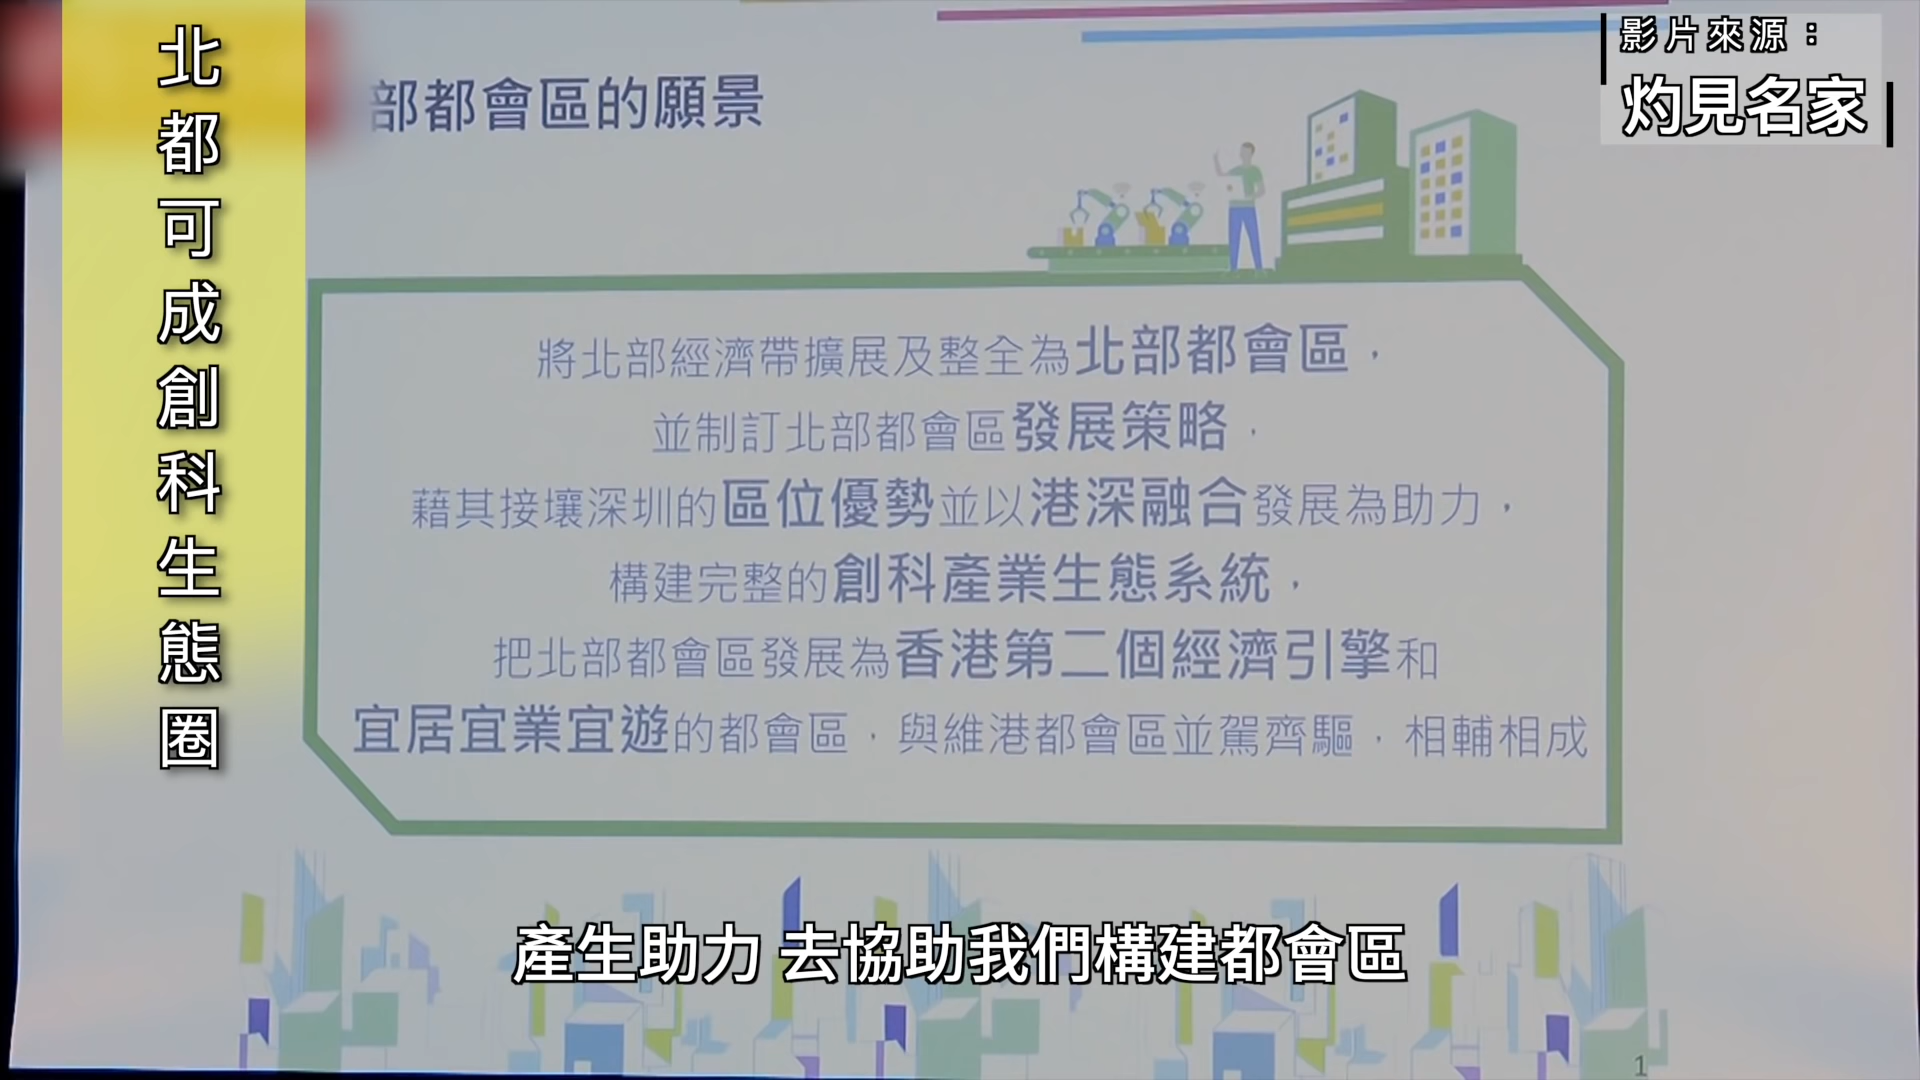 北都可成創科生態圈
影片來源：
灼見名家
部都會區的願景
將北部經濟帶擴展及整全為北部都會區，
並制訂北部都會區發展策略，
藉其接壤深圳的區位優勢並以港深融合發展為助力，
構建完整的創科產業生態系統，
把北部都會區發展為香港第二個經濟引擎和
宜居宜業宜遊的都會區，與維港都會區並駕齊驅，相輔相成
產生助力 去協助我們構建都會區
1